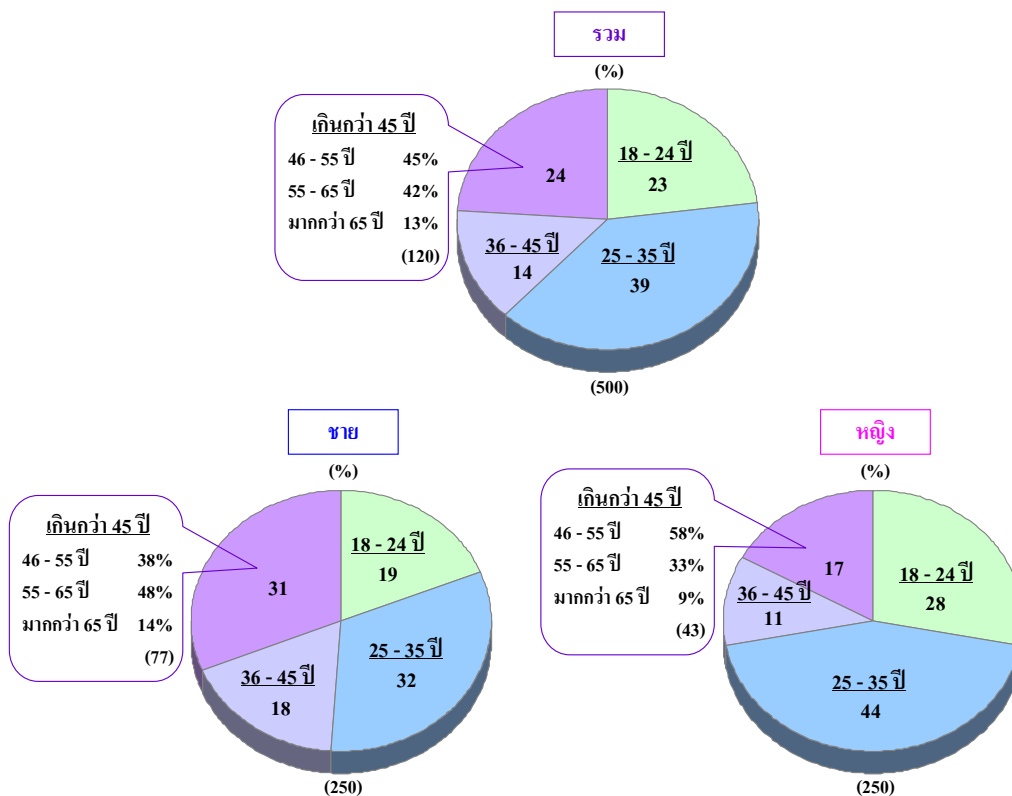 รวม
(%)
เกินกว่า 45 ปี
46 - 55 ปี 45%
55 - 65 ปี 42%
มากกว่า 65 ปี 13%
(120)
18 - 24 ปี
23
24
36 - 45 ปี
14
25 - 35 ปี
39
(500)
ชาย
(%)
เกินกว่า 45 ปี
46 - 55 ปี 38%
55 - 65 ปี 48%
มากกว่า 65 ปี 14%
(77)
18 - 24 ปี
19
31
25 - 35 ปี
32
36 - 45 ปี
18
(250)
หญิง
(%)
เกินกว่า 45 ปี
46 - 55 ปี 58%
55 - 65 ปี 33%
มากกว่า 65 ปี 9%
(43)
17
18 - 24 ปี
28
36 - 45 ปี
11
25 - 35 ปี
44
(250)